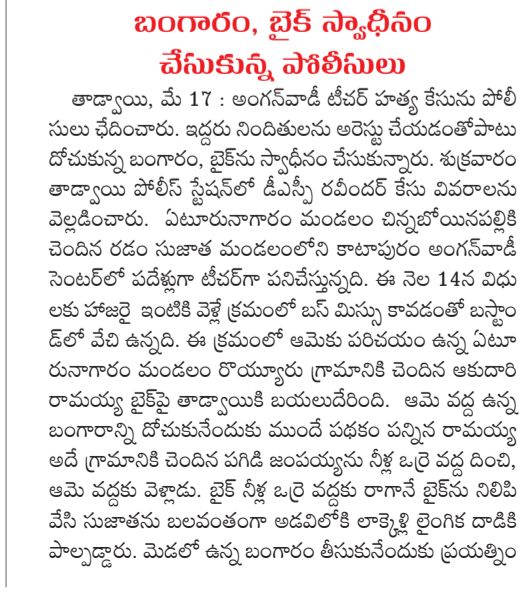 బంగారం, బైక్ స్వాధీనం
చేసుకున్న పోలీసులు
తాడ్వాయి, మే 17 : అంగన్‌వాడీ టీచర్ హత్య కేసును పోలీ
సులు ఛేదించారు. ఇద్దరు నిందితులను అరెస్టు చేయడంతోపాటు
దోచుకున్న బంగారం, బైక్‌ను స్వాధీనం చేసుకున్నారు. శుక్రవారం
తాడ్వాయి పోలీస్ స్టేషన్‌లో డీఎస్పీ రవీందర్ కేసు వివరాలను
వెల్లడించారు. ఏటూరునాగారం మండలం చిన్నబోయినపల్లికి
చెందిన రడం సుజాత మండలంలోని కాటాపురం అంగన్‌వాడీ
సెంటర్‌లో పదేళ్లుగా టీచర్‌గా పనిచేస్తున్నది. ఈ నెల 14న విధు
లకు హాజరై ఇంటికి వెళ్లే క్రమంలో బస్ మిస్సు కావడంతో బస్టాం
డ్‌లో వేచి ఉన్నది. ఈ క్రమంలో ఆమెకు పరిచయం ఉన్న ఏటూ
రునాగారం మండలం రొయ్యూరు గ్రామానికి చెందిన ఆకుదారి
రామయ్య బైక్‌పై తాడ్వాయికి బయలుదేరింది. ఆమె వద్ద ఉన్న
బంగారాన్ని దోచుకునేందుకు ముందే పథకం పన్నిన రామయ్య
అదే గ్రామానికి చెందిన పగిడి జంపయ్యను నీళ్ల ఒర్రె వద్ద దించి,
ఆమె వద్దకు వెళ్లాడు. బైక్ నీళ్ల ఒర్రె వద్దకు రాగానే బైక్‌ను నిలిపి
వేసి సుజాతను బలవంతంగా అడవిలోకి లాక్కెళ్లి లైంగిక దాడికి
పాల్పడ్డారు. మెడలో ఉన్న బంగారం తీసుకునేందుకు ప్రయత్నిం